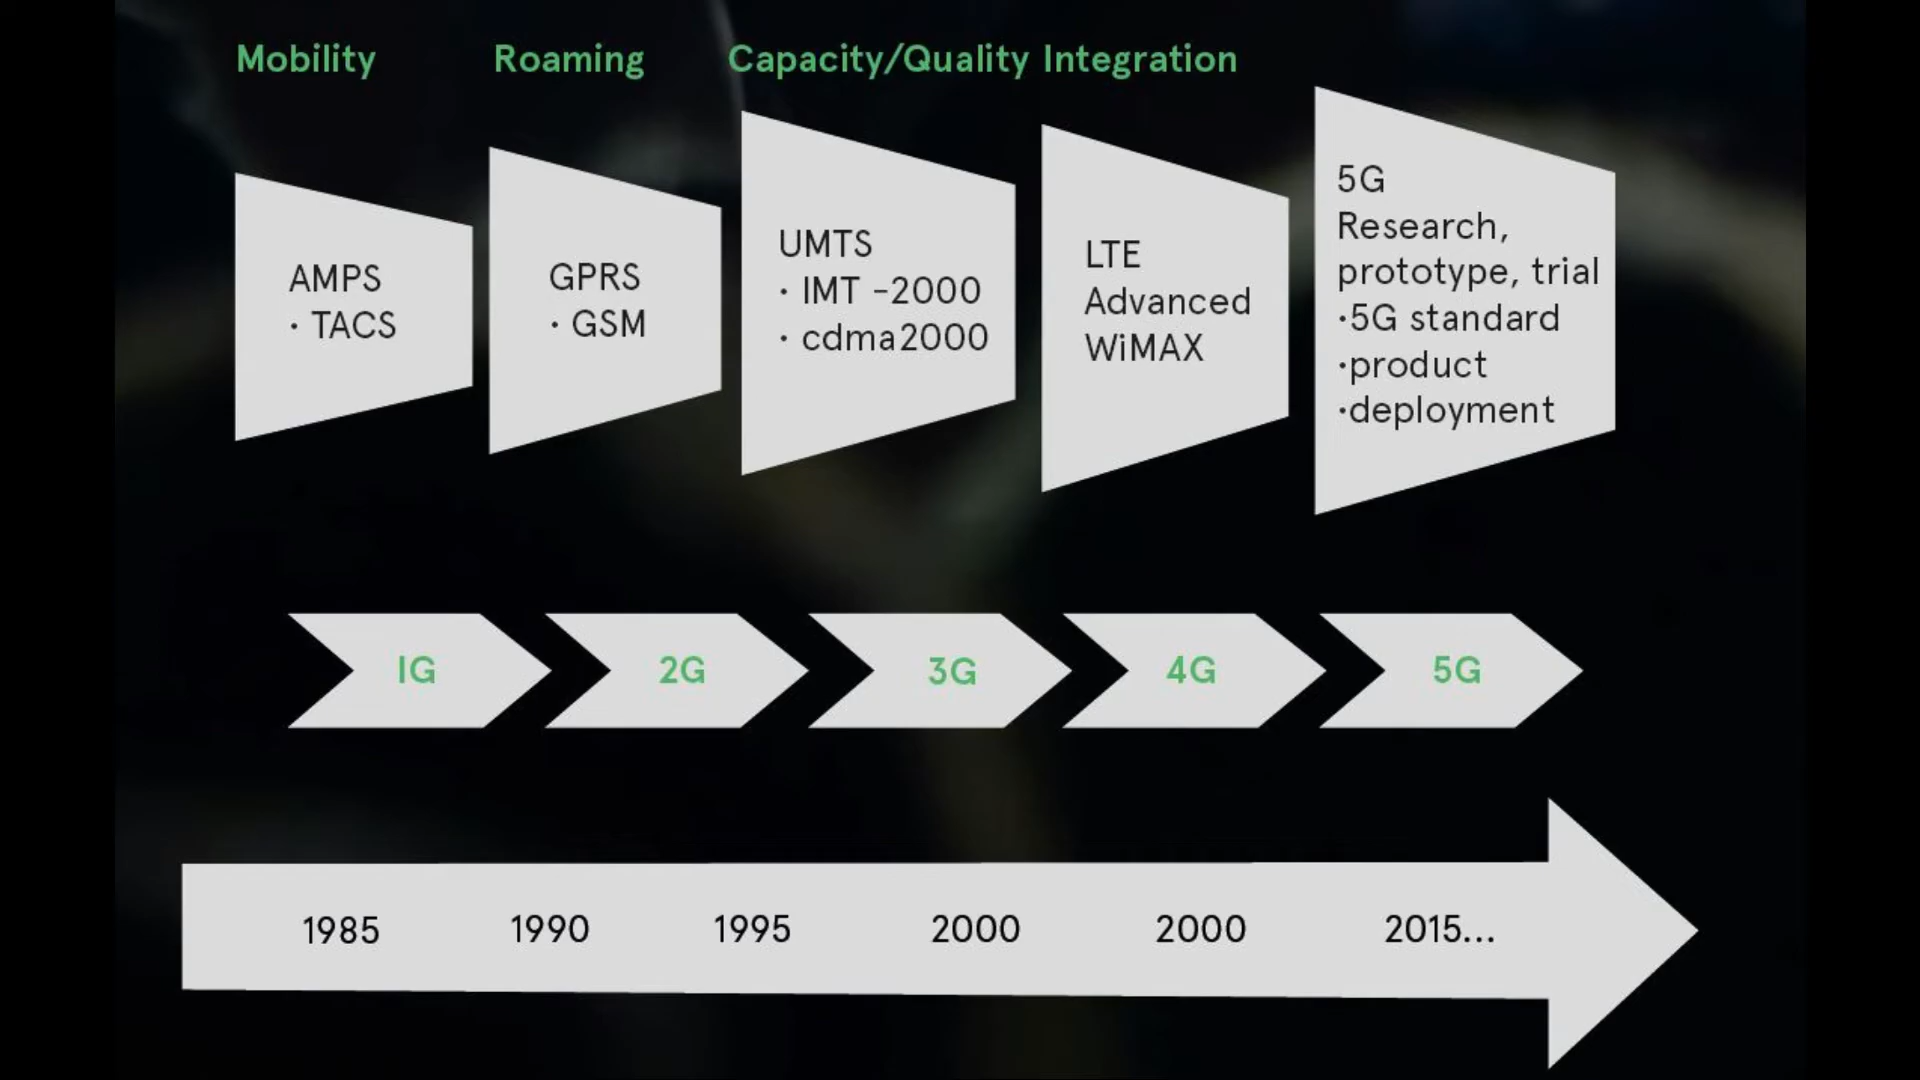 Mobility
Roaming
Capacity/Quality
Integration
AMPS
· TACS
GPRS
· GSM
UMTS
· IMT -2000
· cdma2000
LTE
Advanced
WiMAX
5G
Research,
prototype, trial
·5G standard
·product
·deployment
1G
2G
3G
4G
5G
1985
1990
1995
2000
2000
2015...